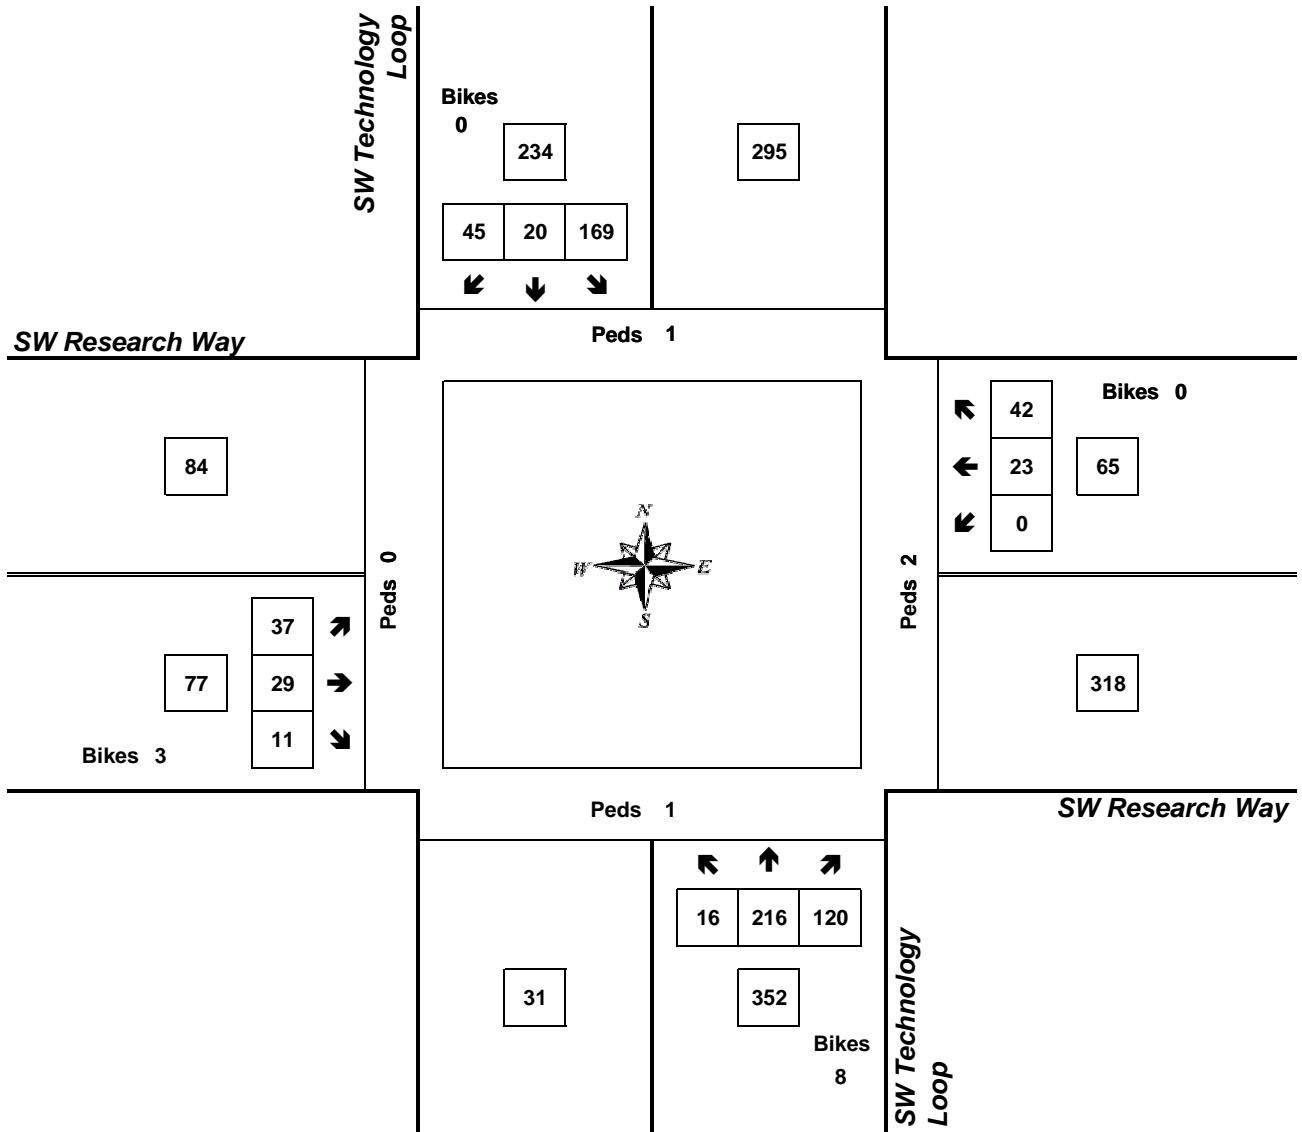 SW Technology
Loop
Bikes
0
234
295
45 20 169
SW Research Way
Peds 1
Bikes 0
42
84
23 65
0
N
W E
S
Peds 0
Peds 2
37
77 29
11
Bikes 3
318
Peds 1
SW Research Way
16 216 120
31
352
Bikes
8
SW Technology
Loop